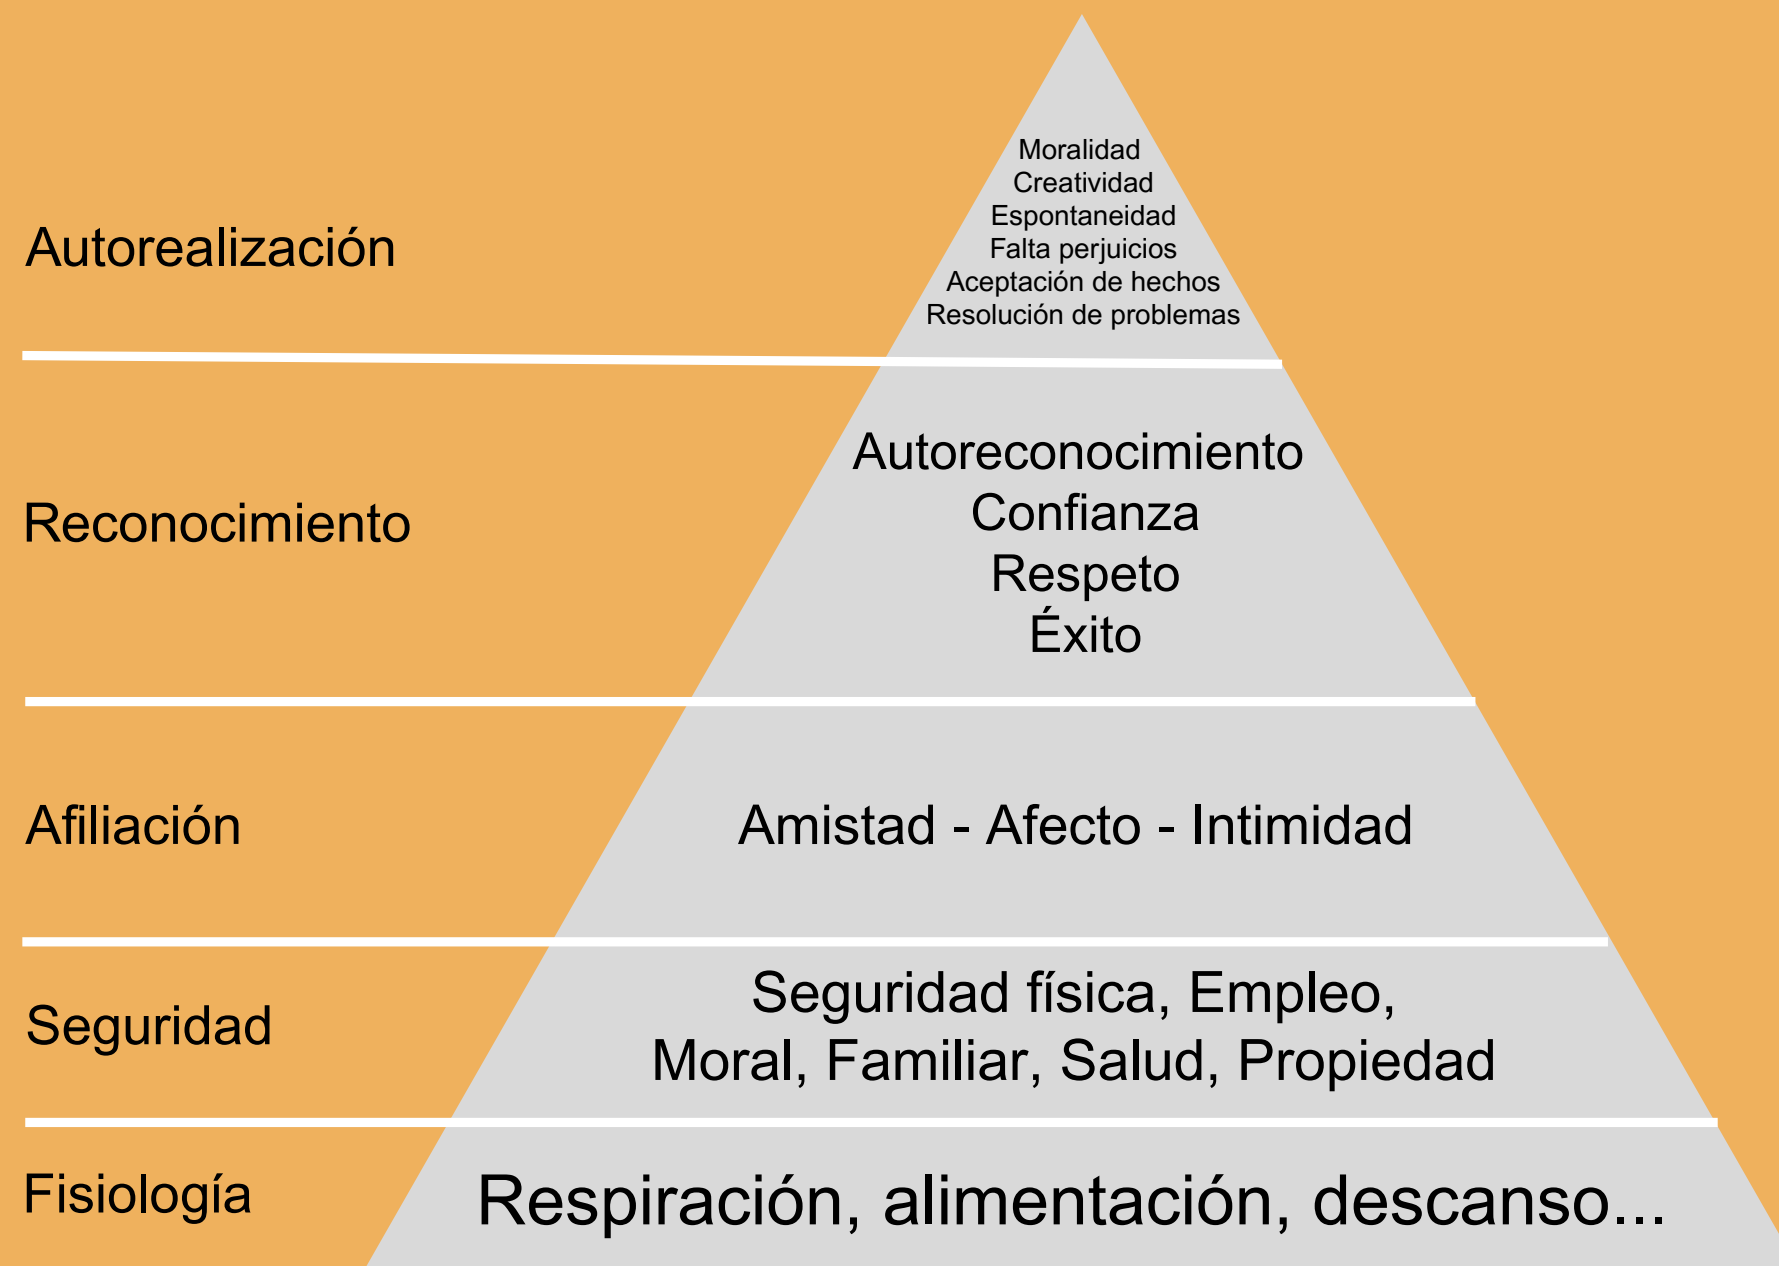 Moralidad
Creatividad
Espontaneidad
Falta perjuicios
Aceptación de hechos
Resolución de problemas
Autorealización
Autoreconocimiento
Confianza
Respeto
Éxito
Reconocimiento
Afiliación
Amistad - Afecto - Intimidad
Seguridad
Seguridad física, Empleo,
Moral, Familiar, Salud, Propiedad
Fisiología
Respiración, alimentación, descanso...